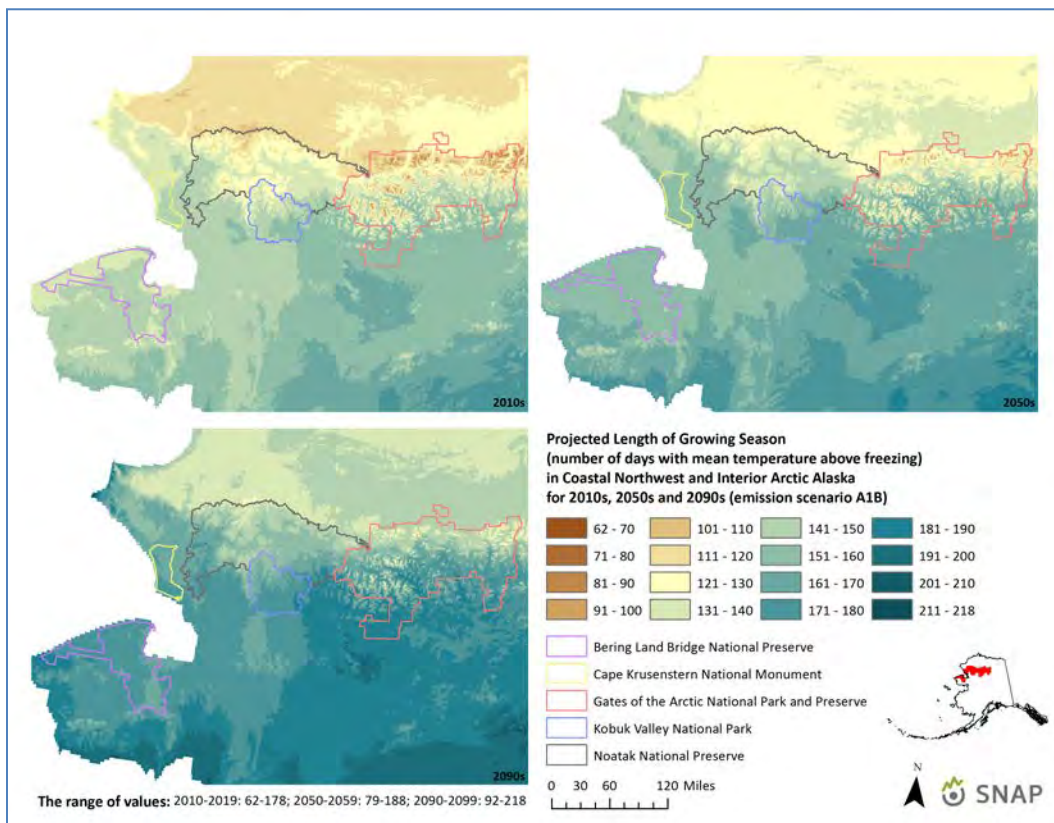 2010s
2050s
2090s
Projected Length of Growing Season
(number of days with mean temperature above freezing)
in Coastal Northwest and Interior Arctic Alaska
for 2010s, 2050s and 2090s (emission scenario A1B)
62 - 70 101 - 110 141 - 150 181 - 190
71 - 80 111 - 120 151 - 160 191 - 200
81 - 90 121 - 130 161 - 170 201 - 210
91 - 100 131 - 140 171 - 180 211 - 218
Bering Land Bridge National Preserve
Cape Krusenstern National Monument
Gates of the Arctic National Park and Preserve
Kobuk Valley National Park
Noatak National Preserve
0 30 60 120 Miles
N
SNAP
The range of values: 2010-2019: 62-178; 2050-2059: 79-188; 2090-2099: 92-218